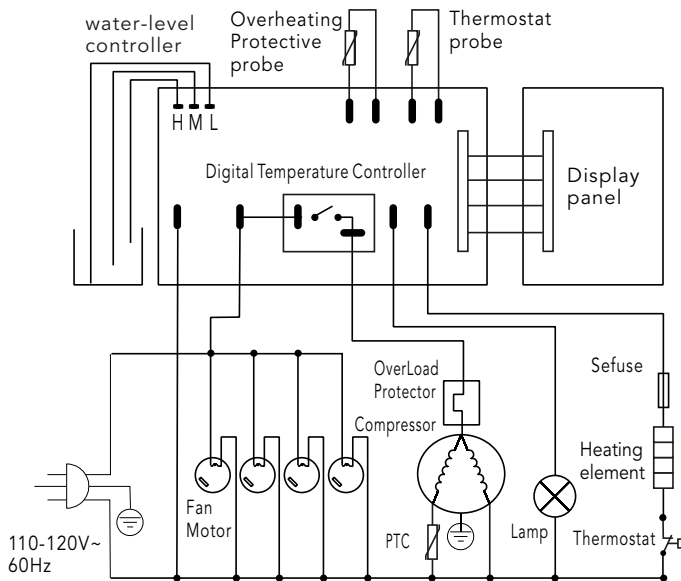 water-level
controller
Overheating
Protective
probe
Thermostat
probe
H M L
Digital Temperature Controller
Display
panel
OverLoad
Protector
Compressor
Sefuse
Heating
element
Fan
Motor
PTC
Lamp
Thermostat
110-120V~
60Hz